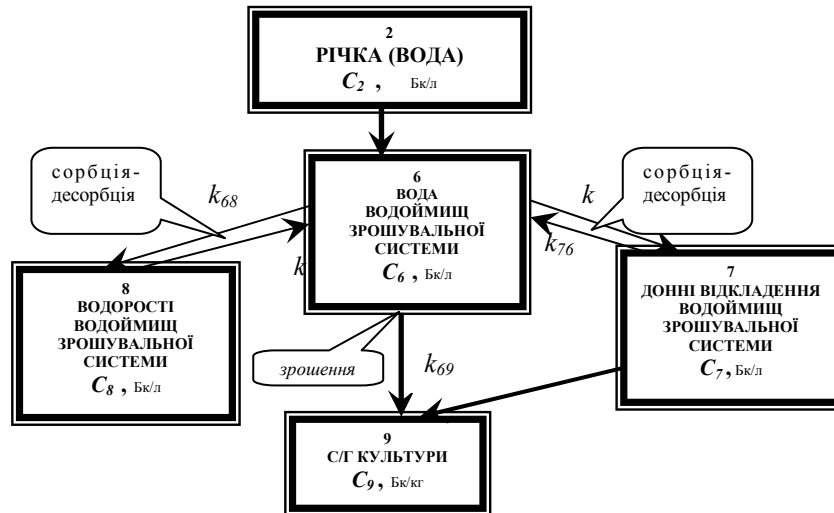 2
РІЧКА (ВОДА)
C2 , Бк/л
сорбція-
десорбція
k68
6
ВОДА
ВОДОЙМИЩ
ЗРОШУВАЛЬНОЇ
СИСТЕМИ
C6 , Бк/л
k
сорбція-
десорбція
k
k76
8
ВОДОРОСТІ
ВОДОЙМИЩ
ЗРОШУВАЛЬНОЇ
СИСТЕМИ
C8 , Бк/л
7
ДОННІ ВІДКЛАДЕННЯ
ВОДОЙМИЩ
ЗРОШУВАЛЬНОЇ
СИСТЕМИ
C7, Бк/л
зрошення
k69
9
С/Г КУЛЬТУРИ
C9, Бк/кг